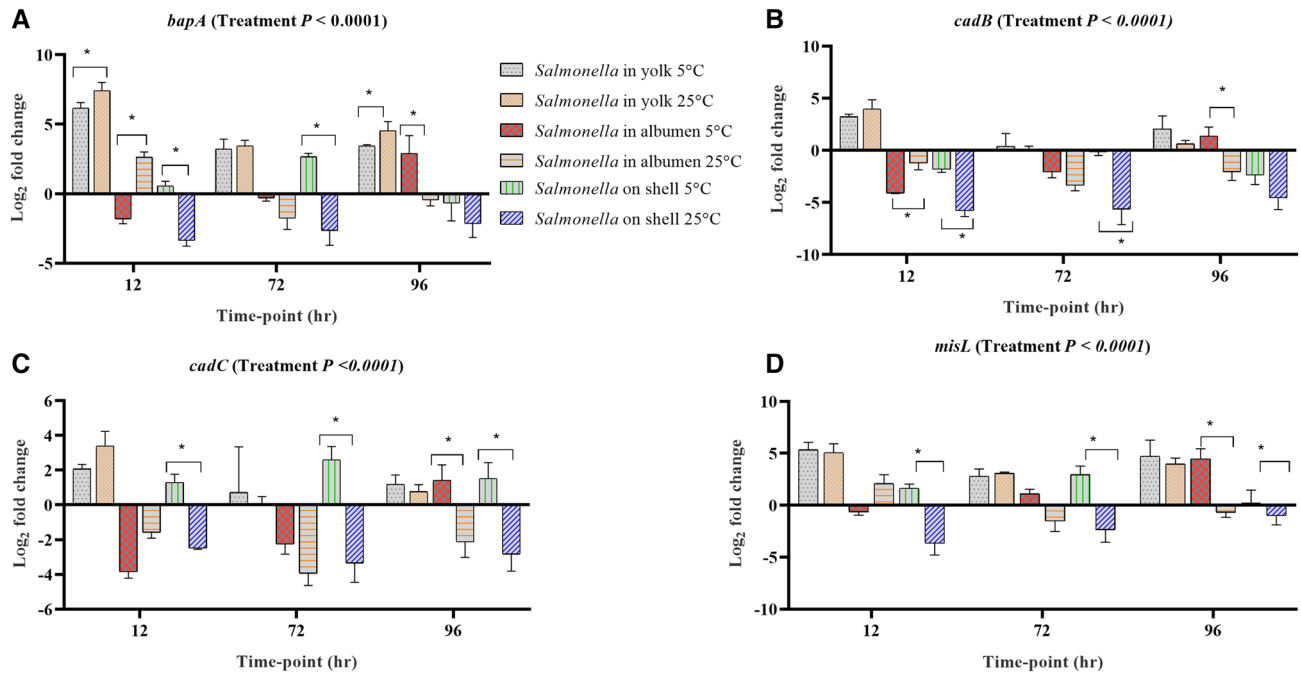 A
bapA (Treatment P < 0.0001)
Log2 fold change
10
5
0
-5
*
*
*
*
*
*
12
72
96
Time-point (hr)
Salmonella in yolk 5°C
Salmonella in yolk 25°C
Salmonella in albumen 5°C
Salmonella in albumen 25°C
Salmonella on shell 5°C
Salmonella on shell 25°C
B
cadB (Treatment P < 0.0001)
Log2 fold change
10
5
0
-5
-10
*
*
*
*
12
72
96
Time-point (hr)
C
cadC (Treatment P <0.0001)
Log2 fold change
6
4
2
0
-2
-4
-6
*
*
*
*
12
72
96
Time-point (hr)
D
misL (Treatment P < 0.0001)
Log2 fold change
10
5
0
-5
-10
*
*
*
*
12
72
96
Time-point (hr)